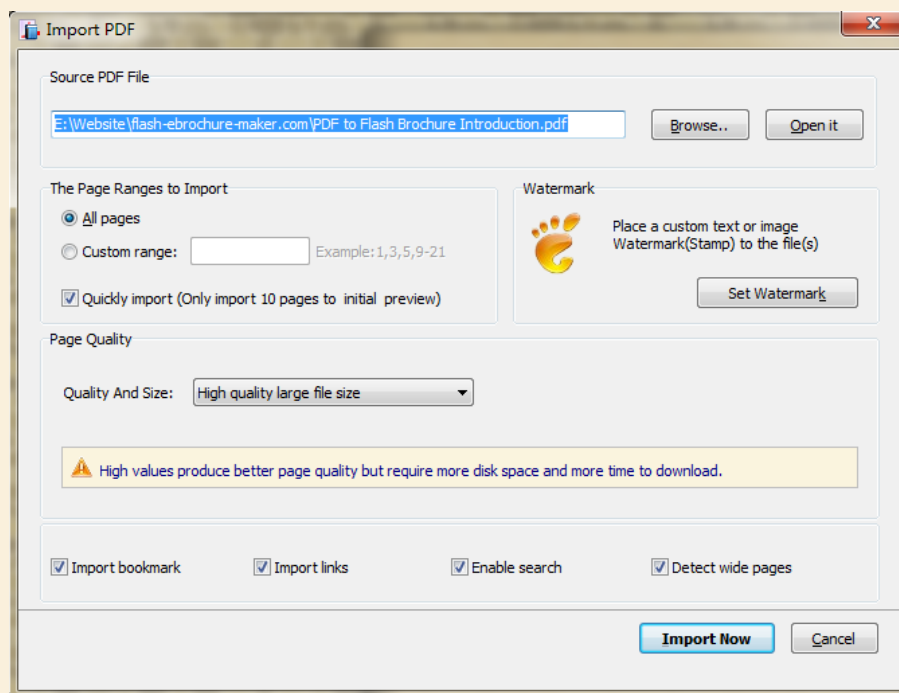 Import PDF
Source PDF File
E:\Website\flash-ebrochure-maker.com\PDF to Flash Brochure Introduction.pdf
Browse..
Open it
The Page Ranges to Import
All pages
Custom range:
Example:1,3,5,9-21
Quickly import (Only import 10 pages to initial preview)
Watermark
Place a custom text or image
Watermark(Stamp) to the file(s)
Set Watermark
Page Quality
Quality And Size:
High quality large file size
High values produce better page quality but require more disk space and more time to download.
Import bookmark
Import links
Enable search
Detect wide pages
Import Now
Cancel